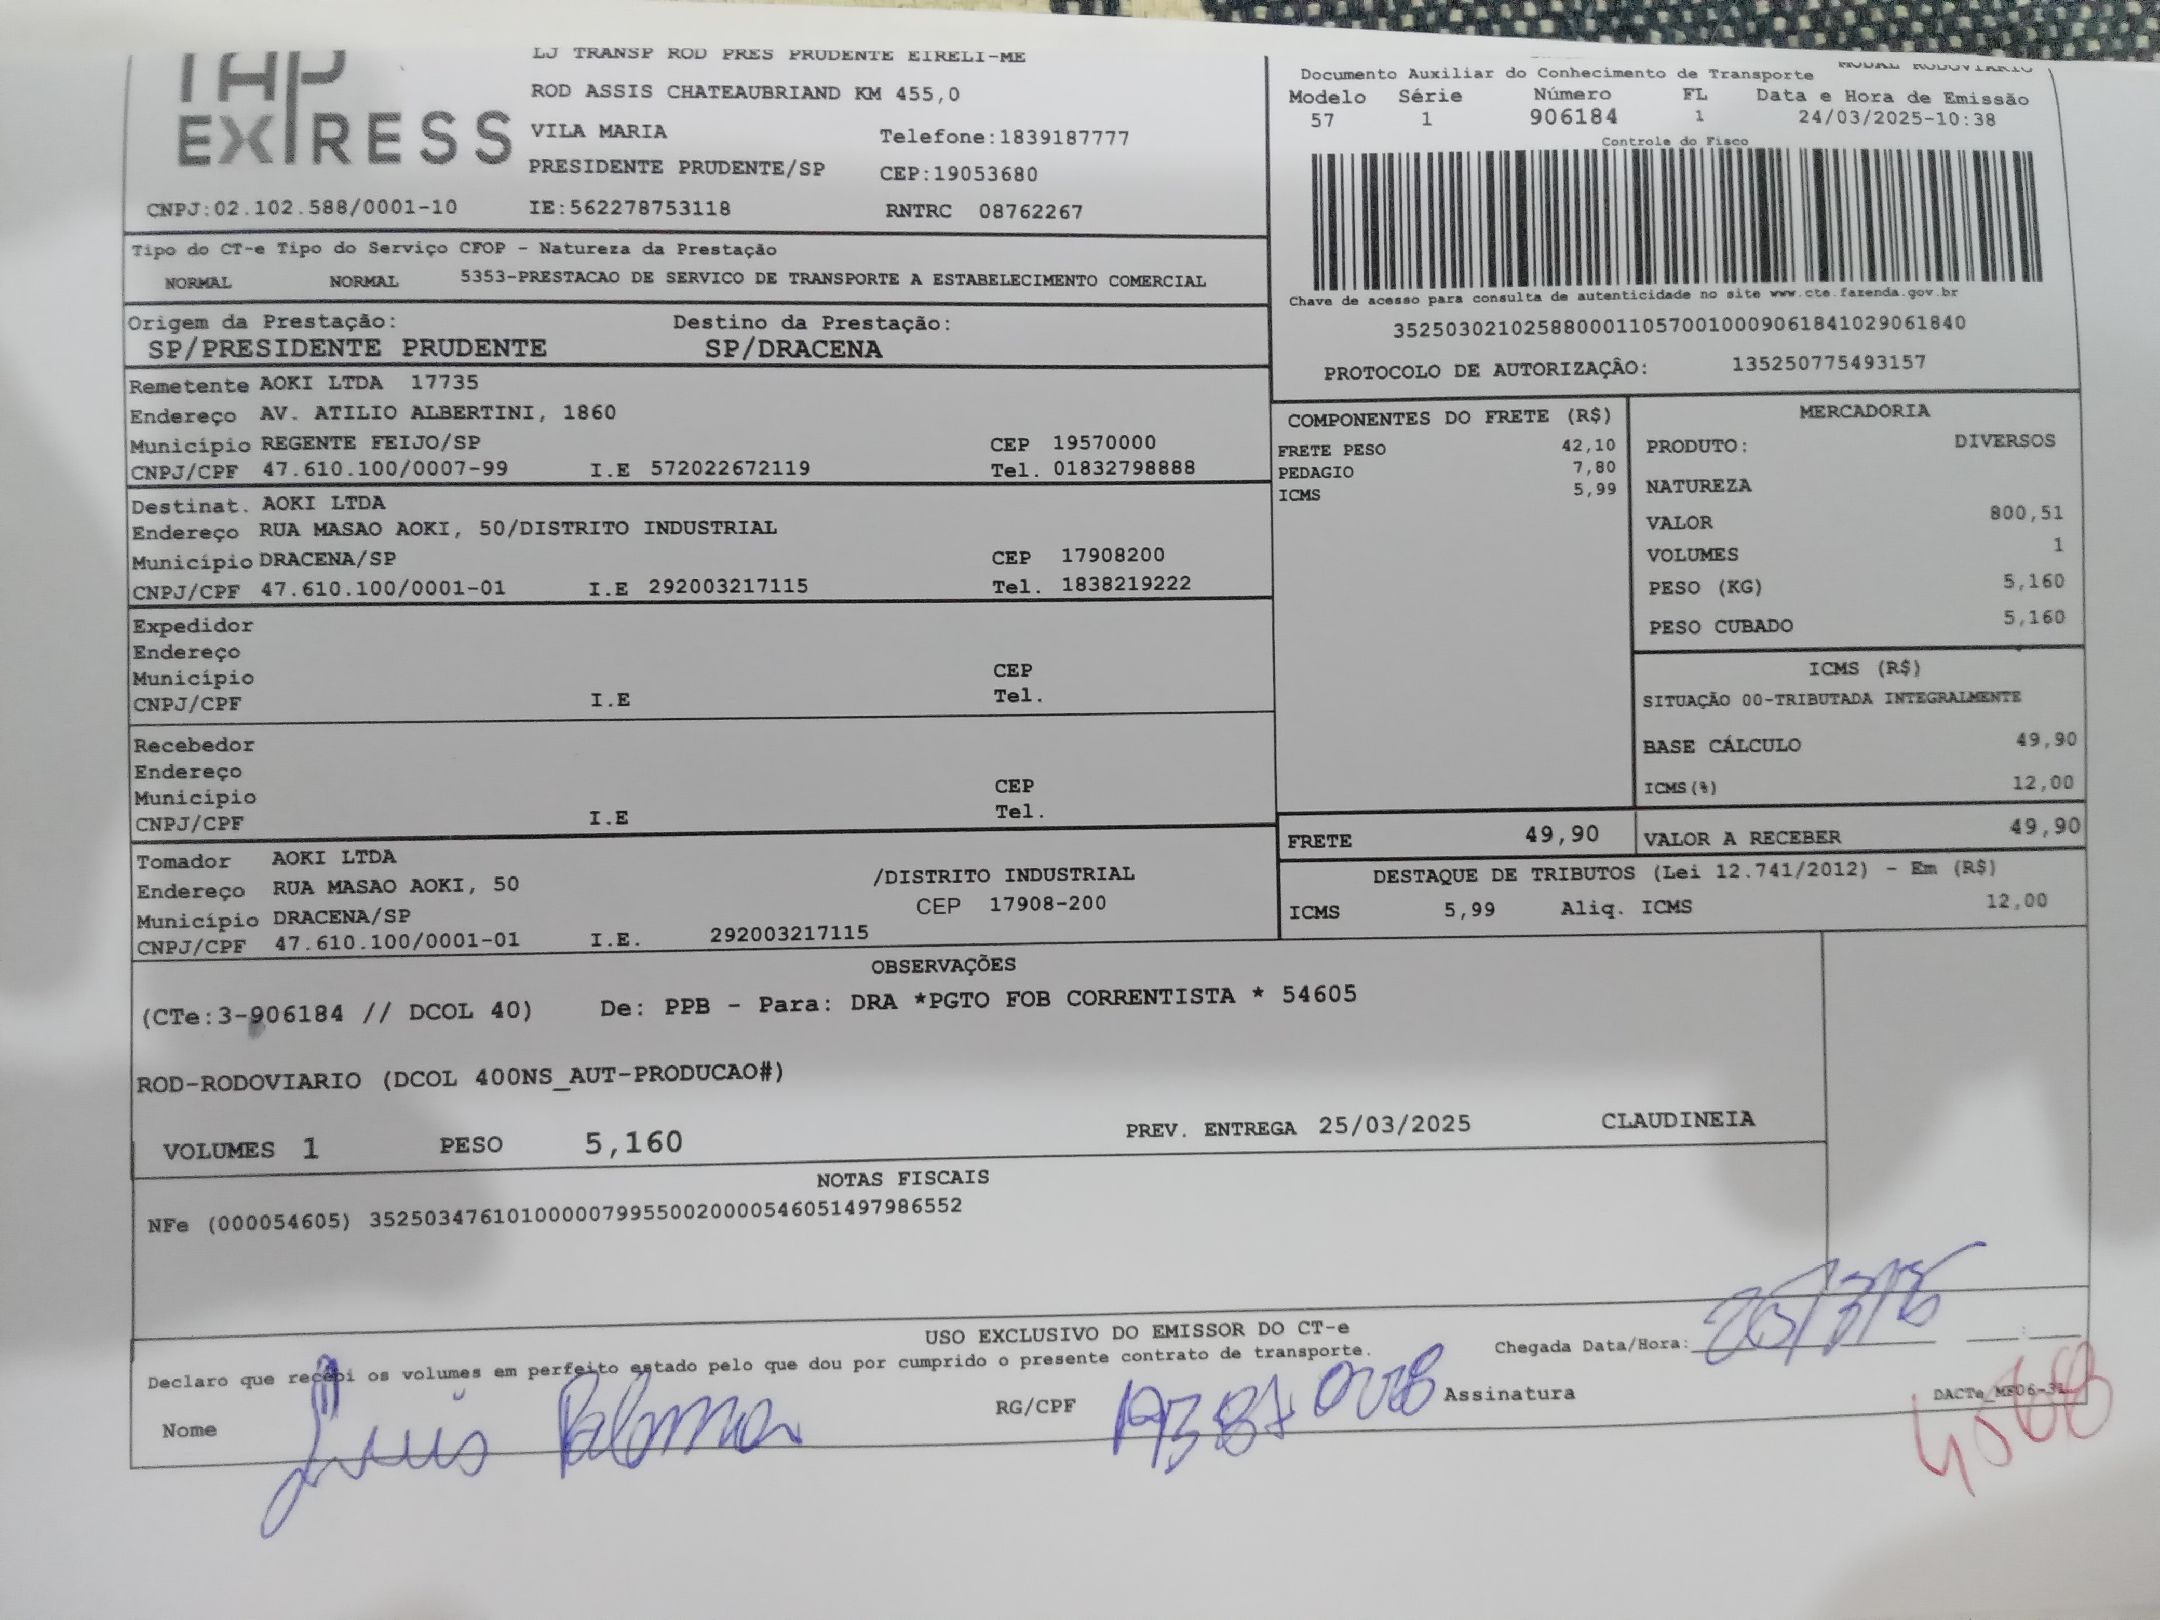 TAP
EXPRESS
LJ TRANSP ROD PRES PRUDENTE EIRELI-ME
ROD ASSIS CHATEAUBRIAND KM 455,0
VILA MARIA Telefone:1839187777
PRESIDENTE PRUDENTE/SP CEP:19053680
CNPJ:02.102.588/0001-10 IE:562278753118 RNTRC 08762267
MODAL RODOVIARIO
Documento Auxiliar do Conhecimento de Transporte
Modelo Série Número FL Data e Hora de Emissão
57 1 906184 1 24/03/2025-10:38
Controle do Fisco
Chave de acesso para consulta de autenticidade no site www.cte.fazenda.gov.br
35250302102588000110570010009061841029061840
PROTOCOLO DE AUTORIZAÇÂO: 135250775493157
Tipo do CT-e Tipo do Serviço CFOP - Natureza da Prestação
NORMAL NORMAL 5353-PRESTACAO DE SERVICO DE TRANSPORTE A ESTABELECIMENTO COMERCIAL
Origem da Prestação: Destino da Prestação:
SP/PRESIDENTE PRUDENTE SP/DRACENA
Remetente AOKI LTDA 17735
Endereço AV. ATILIO ALBERTINI, 1860
Município REGENTE FEIJO/SP CEP 19570000
CNPJ/CPF 47.610.100/0007-99 I.E 572022672119 Tel. 01832798888
Destinat. AOKI LTDA
Endereço RUA MASAO AOKI, 50/DISTRITO INDUSTRIAL
Município DRACENA/SP CEP 17908200
CNPJ/CPF 47.610.100/0001-01 I.E 292003217115 Tel. 1838219222
Expedidor
Endereço
Município CEP
CNPJ/CPF I.E Tel.
Recebedor
Endereço
Município CEP
CNPJ/CPF I.E Tel.
Tomador AOKI LTDA
Endereço RUA MASAO AOKI, 50 /DISTRITO INDUSTRIAL
Município DRACENA/SP CEP 17908-200
CNPJ/CPF 47.610.100/0001-01 I.E. 292003217115
COMPONENTES DO FRETE (R$)
FRETE PESO 42,10
PEDAGIO 7,80
ICMS 5,99
MERCADORIA
PRODUTO: DIVERSOS
NATUREZA
VALOR 800,51
VOLUMES 1
PESO (KG) 5,160
PESO CUBADO 5,160
ICMS (R$)
SITUAÇÃO 00-TRIBUTADA INTEGRALMENTE
BASE CÁLCULO 49,90
ICMS(%) 12,00
FRETE 49,90 VALOR A RECEBER 49,90
DESTAQUE DE TRIBUTOS (Lei 12.741/2012) - Em (R$)
ICMS 5,99 Aliq. ICMS 12,00
OBSERVAÇÕES
(CTe:3-906184 // DCOL 40) De: PPB - Para: DRA *PGTO FOB CORRENTISTA * 54605
ROD-RODOVIARIO (DCOL 400NS_AUT-PRODUCAO#)
VOLUMES 1 PESO 5,160 PREV. ENTREGA 25/03/2025 CLAUDINEIA
NOTAS FISCAIS
NFe (000054605) 35250347610100000799550020000546051497986552
USO EXCLUSIVO DO EMISSOR DO CT-e
Declaro que recebi os volumes em perfeito estado pelo que dou por cumprido o presente contrato de transporte.
Chegada Data/Hora:
Nome Luis RG/CPF Assinatura DACTe_MF06-31